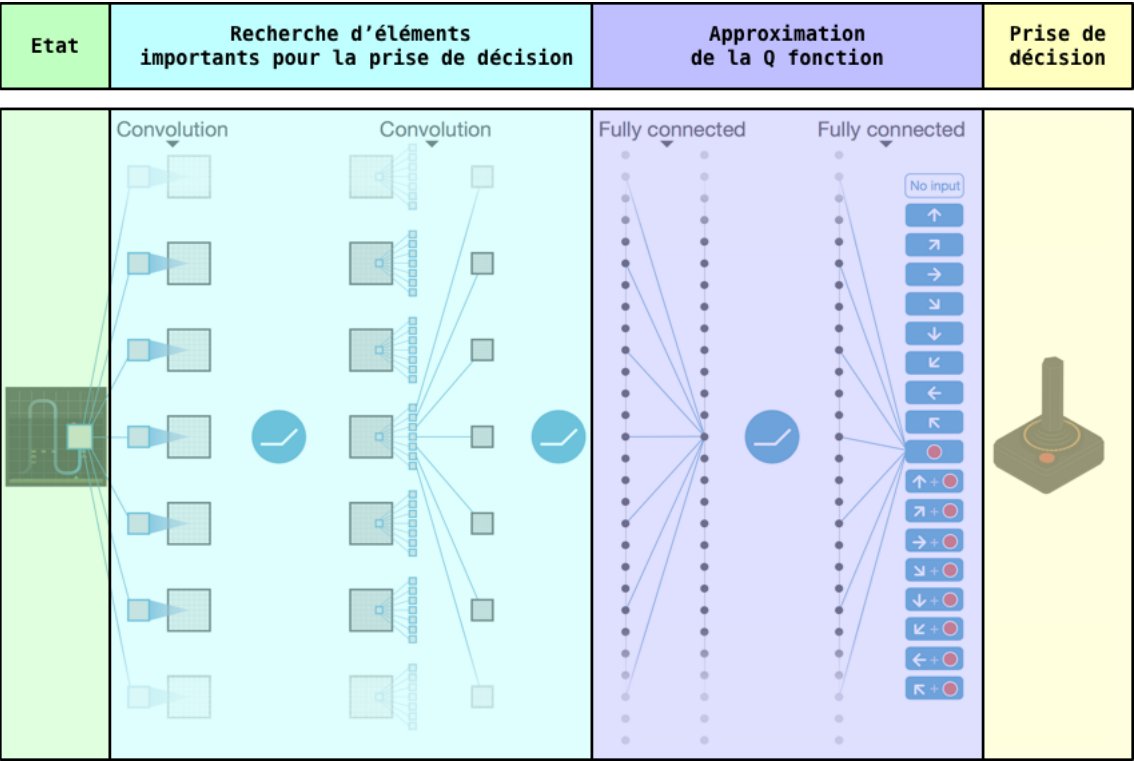 Etat
Recherche d'éléments
importants pour la prise de décision
Approximation
de la Q fonction
Prise de
décision
Convolution
Convolution
Fully connected
Fully connected
No input